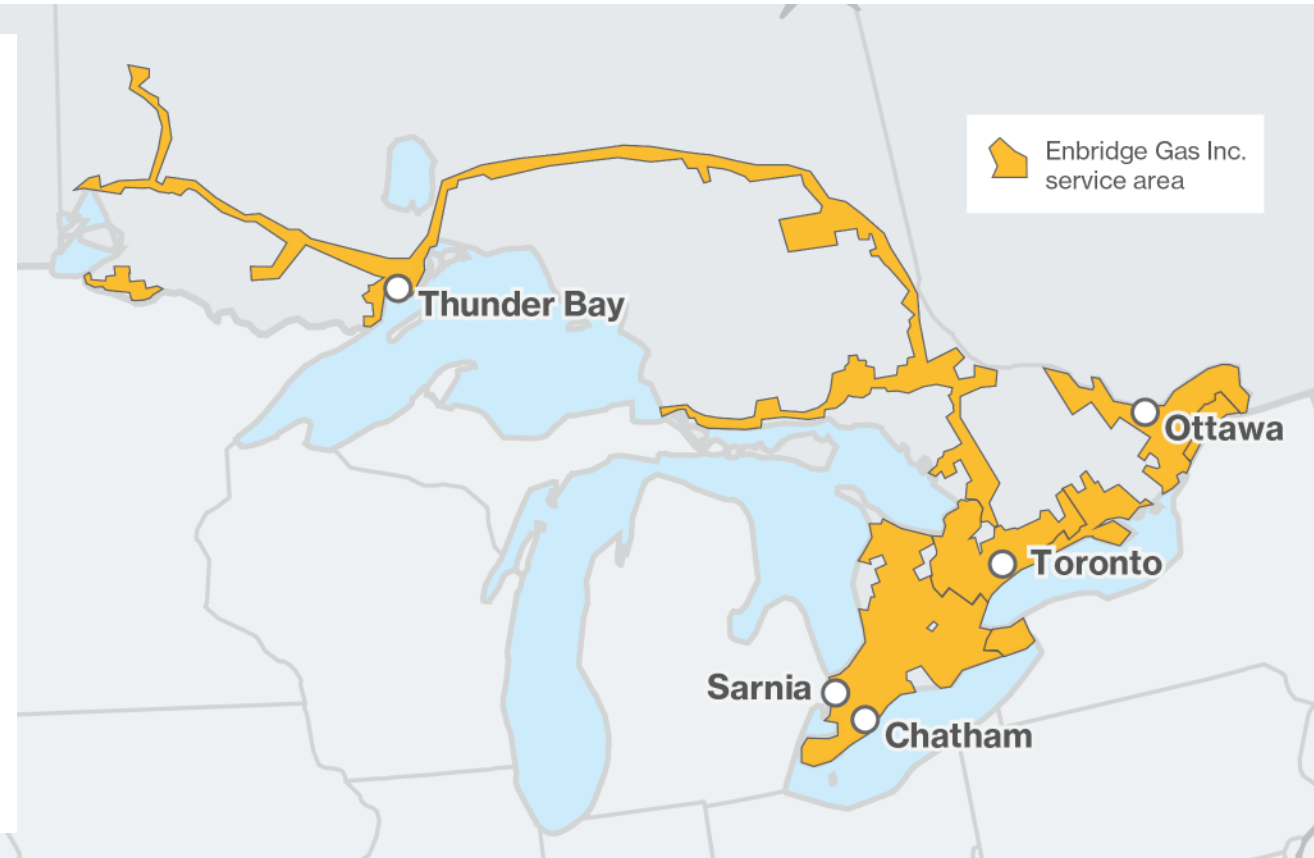 Enbridge Gas Inc.
service area
Thunder Bay
Ottawa
Toronto
Sarnia
Chatham